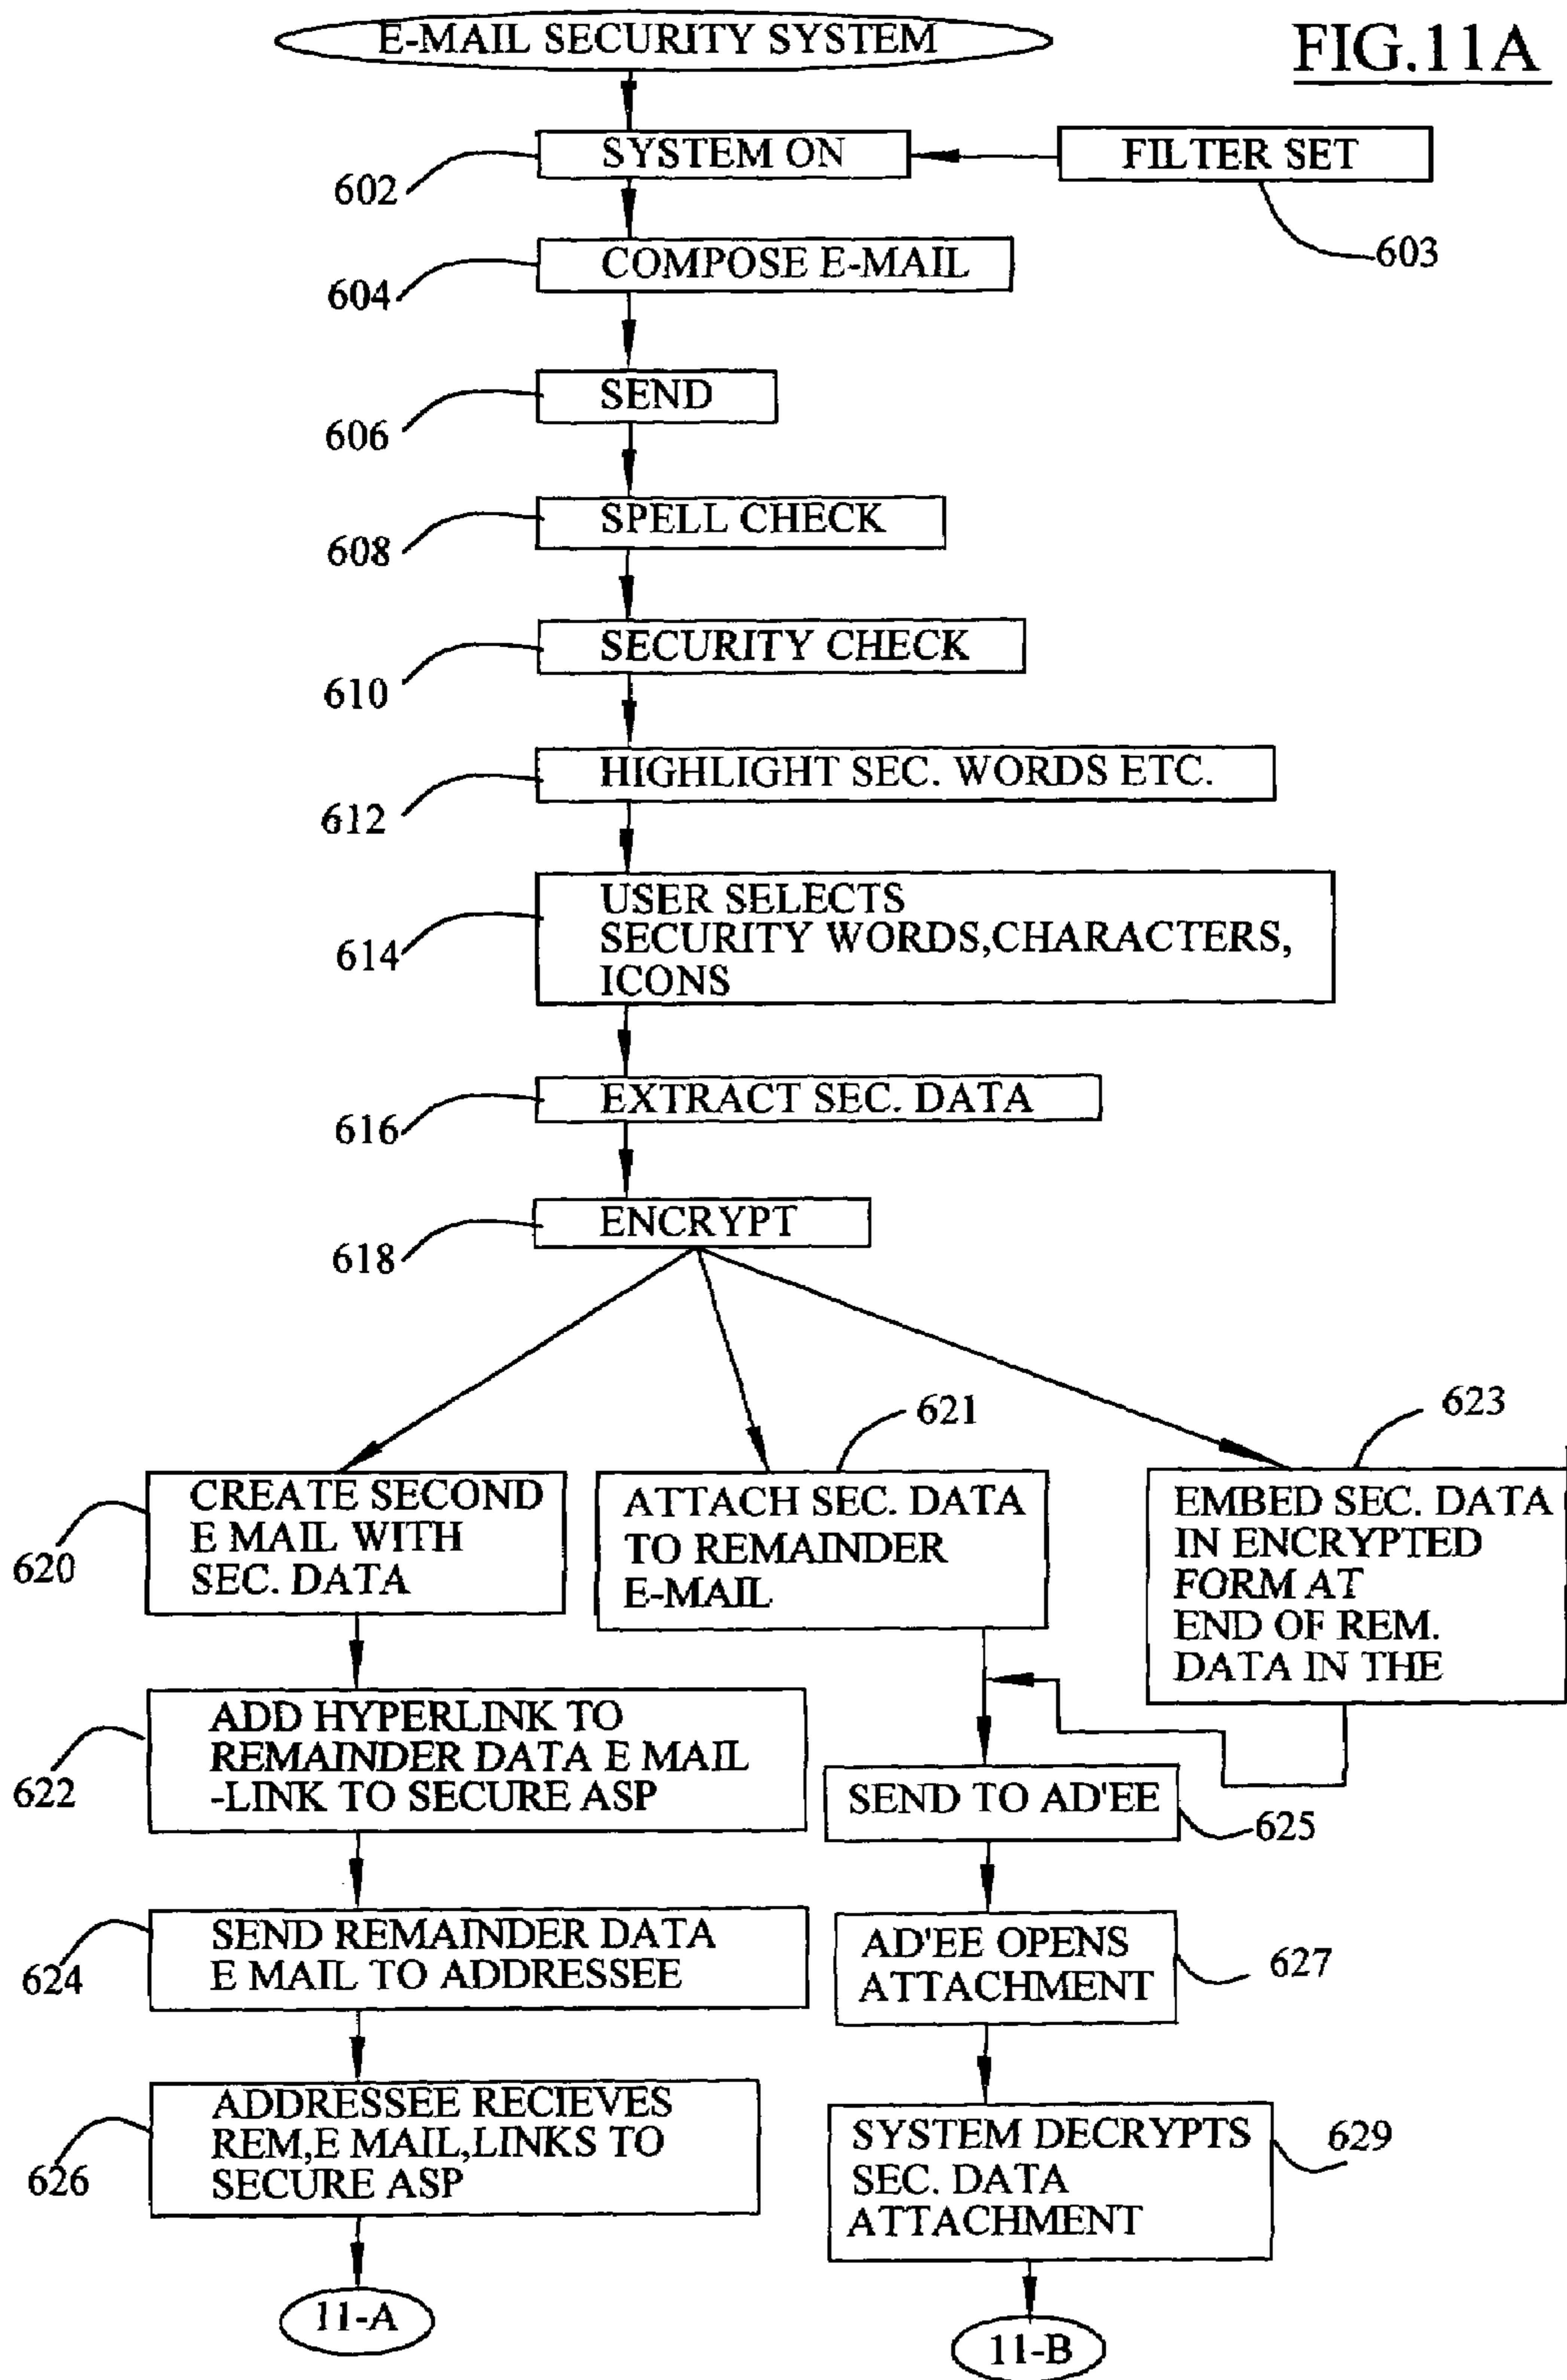 E-MAIL SECURITY SYSTEM
FIG.11A
SYSTEM ON
FILTER SET
602
603
COMPOSE E-MAIL
604
SEND
606
SPELL CHECK
608
SECURITY CHECK
610
HIGHLIGHT SEC. WORDS ETC.
612
USER SELECTS
SECURITY WORDS,CHARACTERS,
ICONS
614
EXTRACT SEC. DATA
616
ENCRYPT
618
621
623
CREATE SECOND
E MAIL WITH
SEC. DATA
620
ATTACH SEC. DATA
TO REMAINDER
E-MAIL
EMBED SEC. DATA
IN ENCRYPTED
FORM AT
END OF REM.
DATA IN THE
ADD HYPERLINK TO
REMAINDER DATA E MAIL
-LINK TO SECURE ASP
622
SEND TO AD'EE
625
SEND REMAINDER DATA
E MAIL TO ADDRESSEE
624
AD'EE OPENS
ATTACHMENT
627
ADDRESSEE RECIEVES
REM,E MAIL,LINKS TO
SECURE ASP
626
SYSTEM DECRYPTS
SEC. DATA
ATTACHMENT
629
11-A
11-B